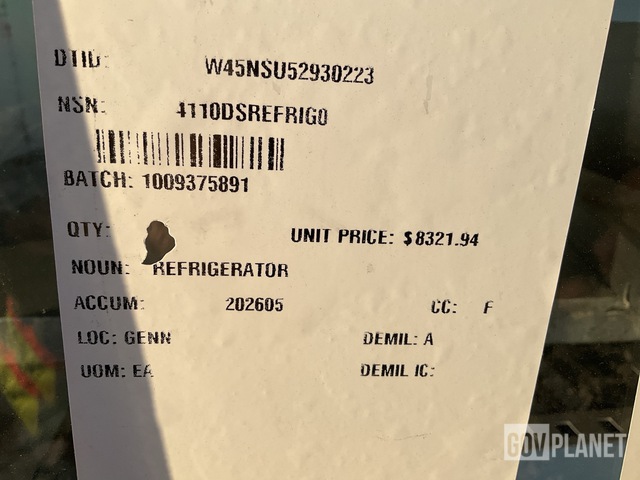 DTID: W45NSU52930223
NSN: 4110DSREFRIG0
BATCH: 1009375891
QTY: UNIT PRICE: $8321.94
NOUN: REFRIGERATOR
ACCUM: 202605 CC: F
LOC: GENN DEMIL: A
UOM: EA DEMIL IC:
GOVPLANET